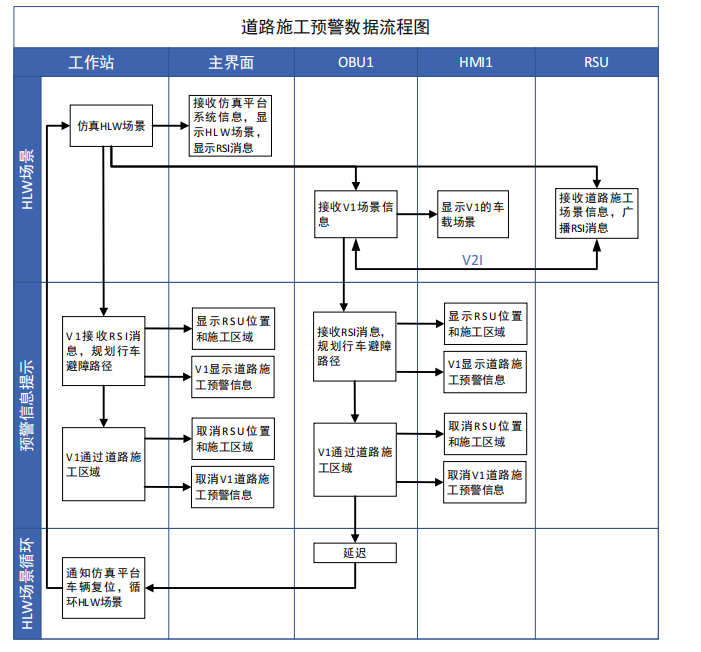 道路施工预警数据流程图
工作站
主界面
OBU1
HMI1
RSU
HLW场景
仿真HLW场景
接收仿真平台
系统信息，显
示HLW场景，
显示RSI消息
接收V1场景信
息
显示V1的车
载场景
接收道路施工
场景信息，广
播RSI消息
V2I
预警信息提示
V1接收RSI消
息，规划行车
避障路径
显示RSU位置
和施工区域
V1显示道路施
工预警信息
接收RSI消息，
规划行车避障
路径
显示RSU位置
和施工区域
V1显示道路施
工预警信息
V1通过道路施
工区域
取消RSU位置
和施工区域
取消V1道路施
工预警信息
V1通过道路施
工区域
取消RSU位置
和施工区域
取消V1道路施
工预警信息
HLW场景循环
通知仿真平台
车辆复位，循
环HLW场景
延迟